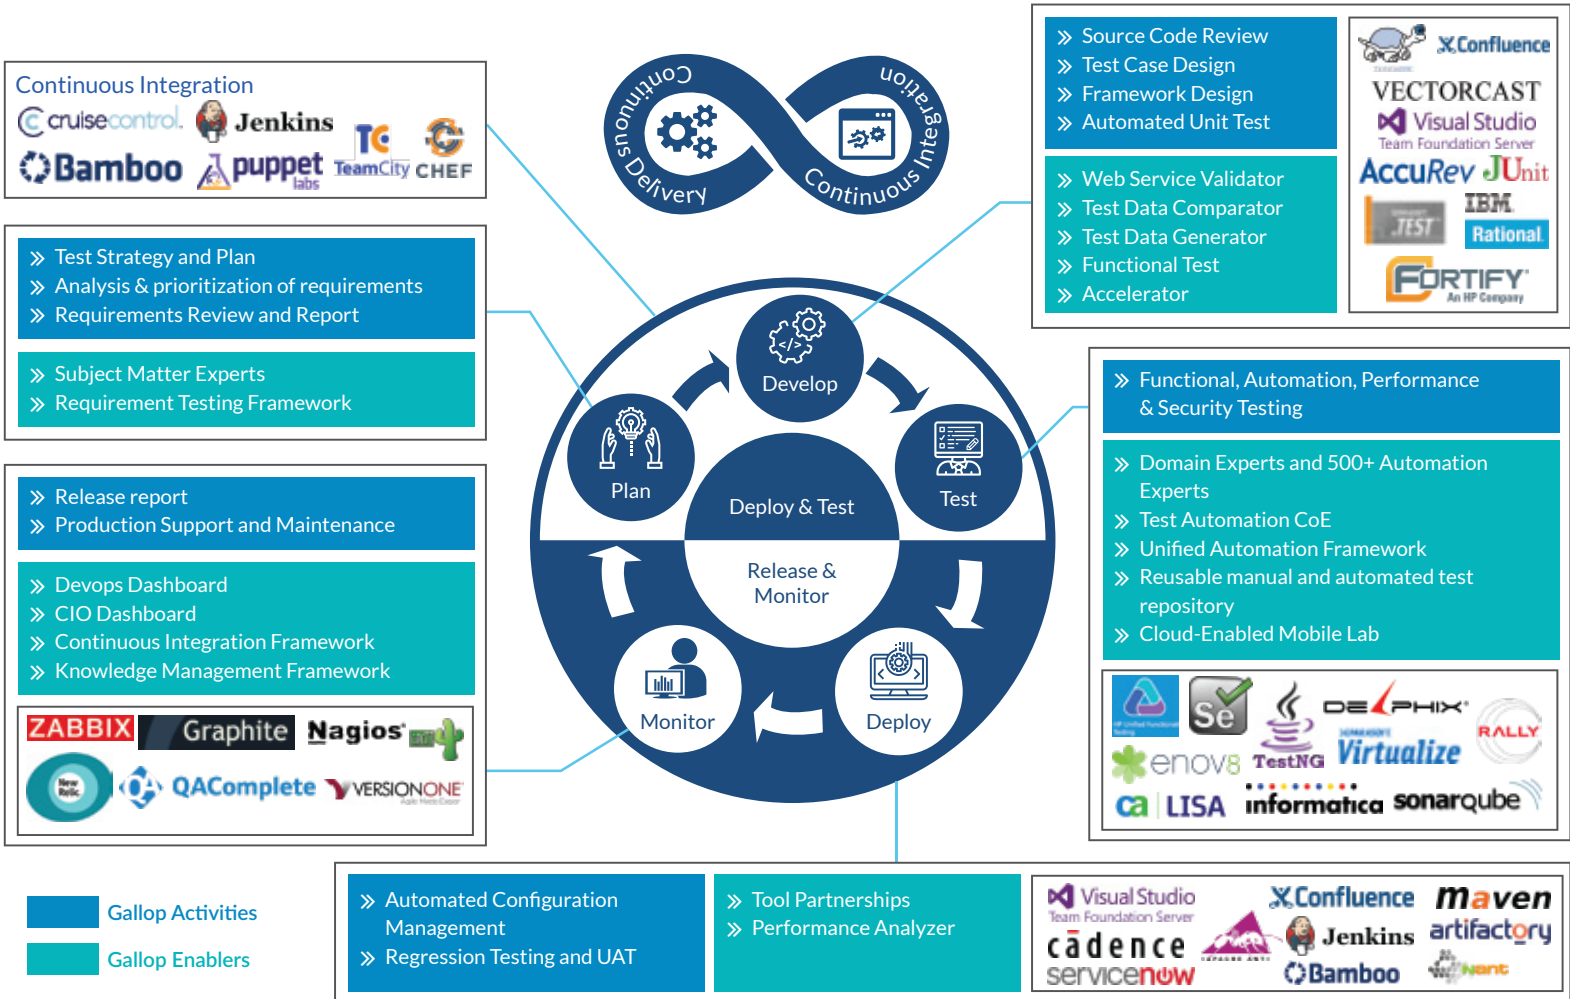 Continuous Delivery
Continuous Integration
Continuous Integration
cruisecontrol.
Jenkins
Bamboo
puppet
labs
TeamCity
CHEF
Test Strategy and Plan
Analysis & prioritization of requirements
Requirements Review and Report
Subject Matter Experts
Requirement Testing Framework
Release report
Production Support and Maintenance
Devops Dashboard
CIO Dashboard
Continuous Integration Framework
Knowledge Management Framework
ZABBIX
Graphite
Nagios
New
Relic
QAComplete
VERSIONONE
Source Code Review
Test Case Design
Framework Design
Automated Unit Test
Web Service Validator
Test Data Comparator
Test Data Generator
Functional Test
Accelerator
Confluence
VECTORCAST
Visual Studio
Team Foundation Server
AccuRev
JUnit
.TEST
IBM.
Rational.
FORTIFY
An HP Company
Functional, Automation, Performance
& Security Testing
Domain Experts and 500+ Automation
Experts
Test Automation CoE
Unified Automation Framework
Reusable manual and automated test
repository
Cloud-Enabled Mobile Lab
HP Unified Functional
Testing
Se
DELPHIX
RALLY
enov8
TestNG
Virtualize
ca LISA
informatica
sonarqube
Develop
Plan
Test
Deploy & Test
Release &
Monitor
Monitor
Deploy
Gallop Activities
Gallop Enablers
Automated Configuration
Management
Regression Testing and UAT
Tool Partnerships
Performance Analyzer
Visual Studio
Team Foundation Server
cādence
servicenow
Confluence
Jenkins
Bamboo
maven
artifactory